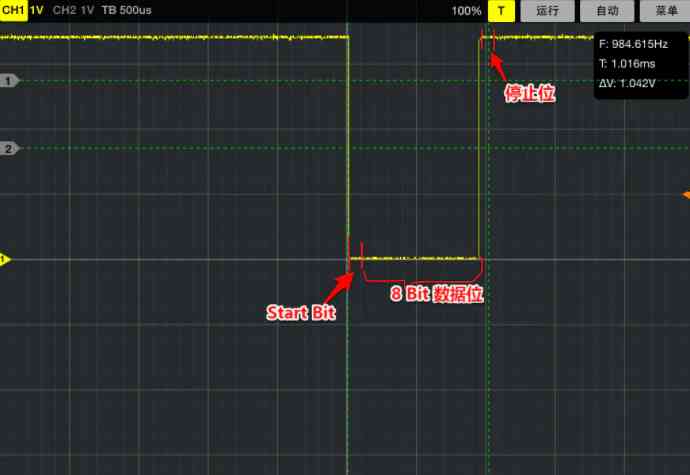 CH1 1V CH2 1V TB 500us 100% T 运行 自动 菜单
F: 984.615Hz
T: 1.016ms
ΔV: 1.042V
停止位
1
2
1
8 Bit 数据位
Start Bit